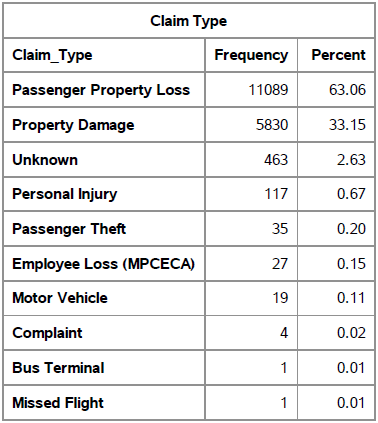 Claim Type
Claim_Type Frequency Percent
Passenger Property Loss 11089 63.06
Property Damage 5830 33.15
Unknown 463 2.63
Personal Injury 117 0.67
Passenger Theft 35 0.20
Employee Loss (MPCECA) 27 0.15
Motor Vehicle 19 0.11
Complaint 4 0.02
Bus Terminal 1 0.01
Missed Flight 1 0.01